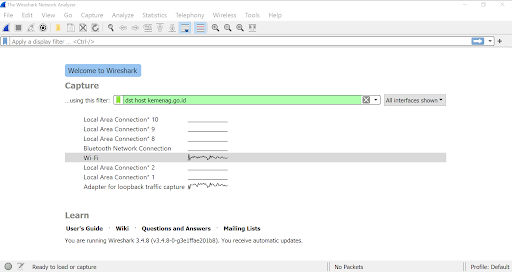 The Wireshark Network Analyzer
File Edit View Go Capture Analyze Statistics Telephony Wireless Tools Help
Apply a display filter ... <Ctrl-/>
Welcome to Wireshark
Capture
...using this filter: dst host kemenag.go.id All interfaces shown
Local Area Connection* 10
Local Area Connection* 9
Local Area Connection* 8
Bluetooth Network Connection
Wi-Fi
Local Area Connection* 2
Local Area Connection* 1
Adapter for loopback traffic capture
Learn
User's Guide · Wiki · Questions and Answers · Mailing Lists
You are running Wireshark 3.4.8 (v3.4.8-0-g3e1ffae201b8). You receive automatic updates.
Ready to load or capture No Packets Profile: Default